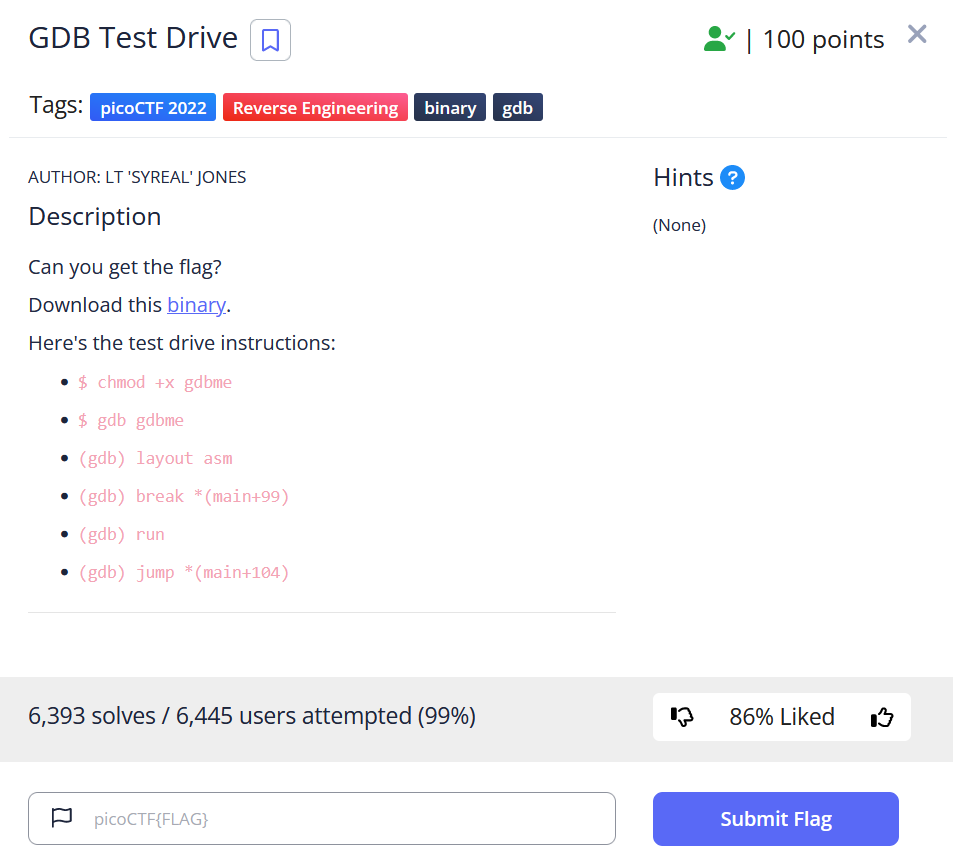 GDB Test Drive
| 100 points
Tags: picoCTF 2022 Reverse Engineering binary gdb
AUTHOR: LT 'SYREAL' JONES
Description
Can you get the flag?
Download this binary.
Here's the test drive instructions:
$ chmod +x gdbme
$ gdb gdbme
(gdb) layout asm
(gdb) break *(main+99)
(gdb) run
(gdb) jump *(main+104)
Hints ?
(None)
6,393 solves / 6,445 users attempted (99%)
86% Liked
picoCTF{FLAG}
Submit Flag